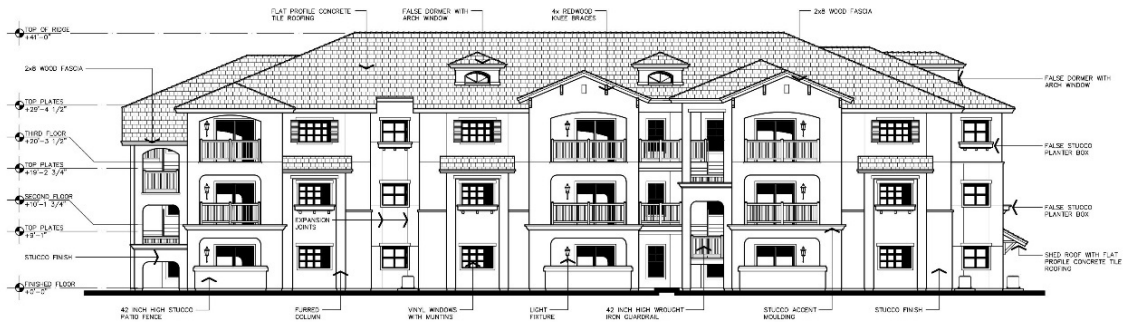 FLAT PROFILE CONCRETE
TILE ROOFING
FALSE DORMER WITH
ARCH WINDOW
4x REDWOOD
KNEE BRACES
2x8 WOOD FASCIA
TOP OF RIDGE
+41'-0"
2x8 WOOD FASCIA
FALSE DORMER WITH
ARCH WINDOW
TOP PLATES
+29'-4 1/2"
THIRD FLOOR
+20'-3 1/2"
FALSE STUCCO
PLANTER BOX
TOP PLATES
+19'-2 3/4"
SECOND FLOOR
+10'-1 3/4"
FALSE STUCCO
PLANTER BOX
EXPANSION
JOINTS
TOP PLATES
+9'-1"
STUCCO FINISH
SHED ROOF WITH FLAT
PROFILE CONCRETE TILE
ROOFING
FINISHED FLOOR
+0'-0"
42 INCH HIGH STUCCO
PATIO FENCE
FURRED
COLUMN
VINYL WINDOWS
WITH MUNTINS
LIGHT
FIXTURE
42 INCH HIGH WROUGHT
IRON GUARDRAIL
STUCCO ACCENT
MOULDING
STUCCO FINISH